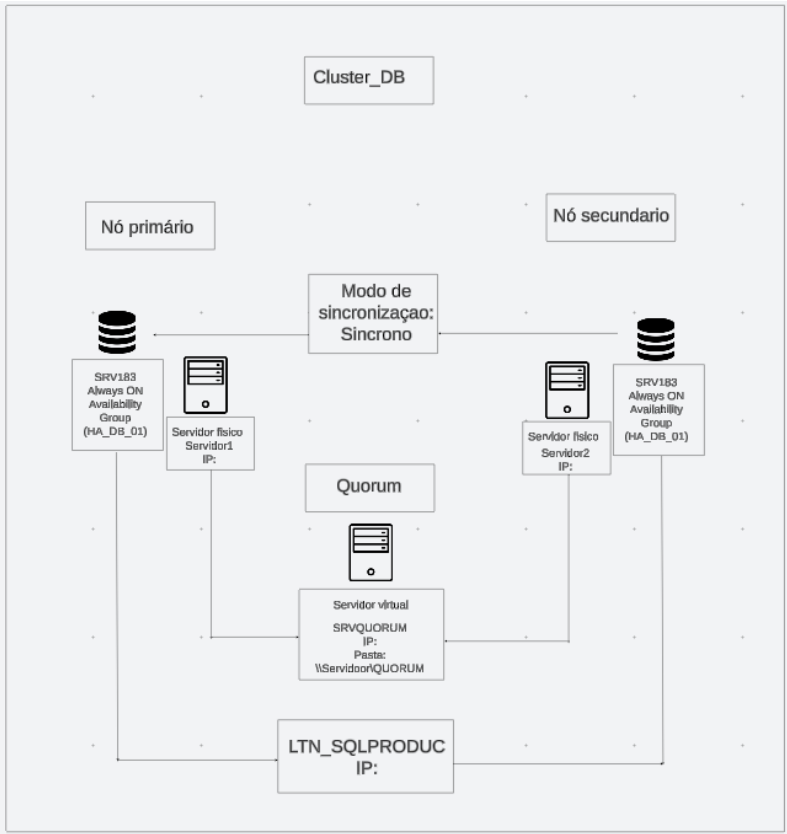 Cluster_DB
Nó primário
Nó secundario
Modo de
sincronizaçao:
Sincrono
SRV183
Always ON
Availability
Group
(HA_DB_01)
Servidor fisico
Servidor1
IP:
Servidor fisico
Servidor2
IP:
SRV183
Always ON
Availability
Group
(HA_DB_01)
Quorum
Servidor virtual
SRVQUORUM
IP:
Pasta:
\\Servidoor\QUORUM
LTN_SQLPRODUC
IP: